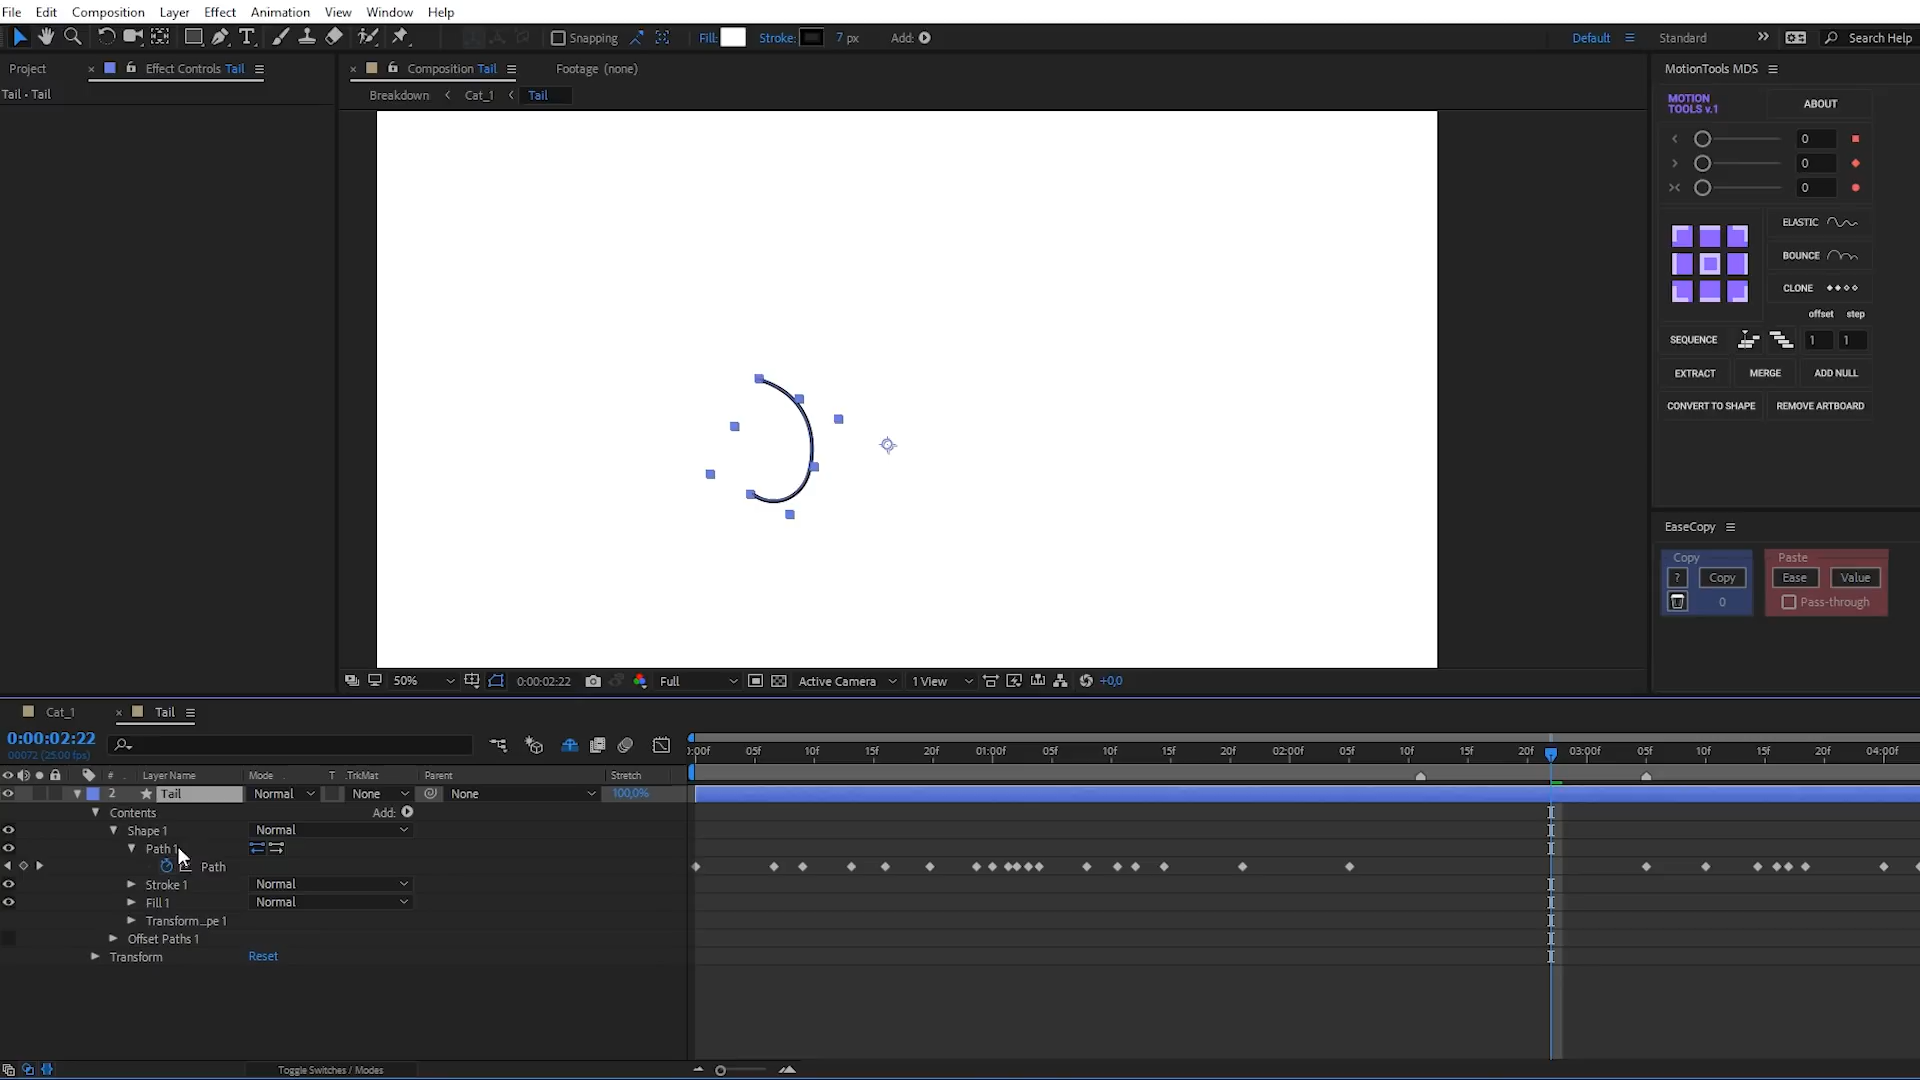 File Edit Composition Layer Effect Animation View Window Help
Snapping Fill: Stroke: 7 px Add: Default Standard Search Help
Project Effect Controls Tail Composition Tail Footage (none) MotionTools MDS
Tail • Tail Breakdown Cat_1 Tail
MOTION TOOLS v.1 ABOUT
0
0
0
ELASTIC
BOUNCE
CLONE
offset step
SEQUENCE 1 1
EXTRACT MERGE ADD NULL
CONVERT TO SHAPE REMOVE ARTBOARD
EaseCopy
Copy Paste
? Copy Ease Value
0 Pass-through
50% 0:00:02:22 Full Active Camera 1 View +0,0
Cat_1 Tail
0:00:02:22
00072 (25.00 fps)
:00f 05f 10f 15f 20f 01:00f 05f 10f 15f 20f 02:00f 05f 10f 15f 20f 03:00f 05f 10f 15f 20f 04:00f
# Layer Name Mode T .TrkMat Parent Stretch
2 Tail Normal None None 100,0%
Contents Add:
Shape 1 Normal
Path 1
Path
Stroke 1 Normal
Fill 1 Normal
Transform...pe 1
Offset Paths 1
Transform Reset
Toggle Switches / Modes